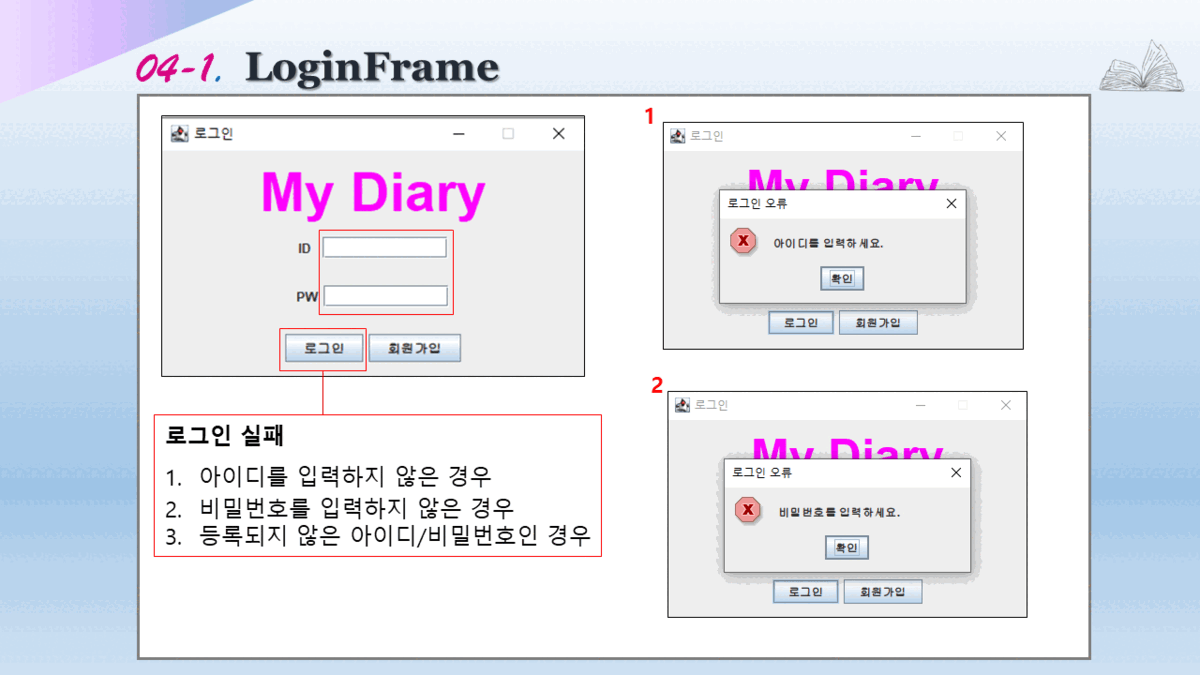 04-1. LoginFrame
로그인
My Diary
ID
PW
로그인 회원가입
로그인 실패
1. 아이디를 입력하지 않은 경우
2. 비밀번호를 입력하지 않은 경우
3. 등록되지 않은 아이디/비밀번호인 경우
1
로그인
My Diary
로그인 오류
아이디를 입력하세요.
확인
로그인 회원가입
2
로그인
My Diary
로그인 오류
비밀번호를 입력하세요.
확인
로그인 회원가입